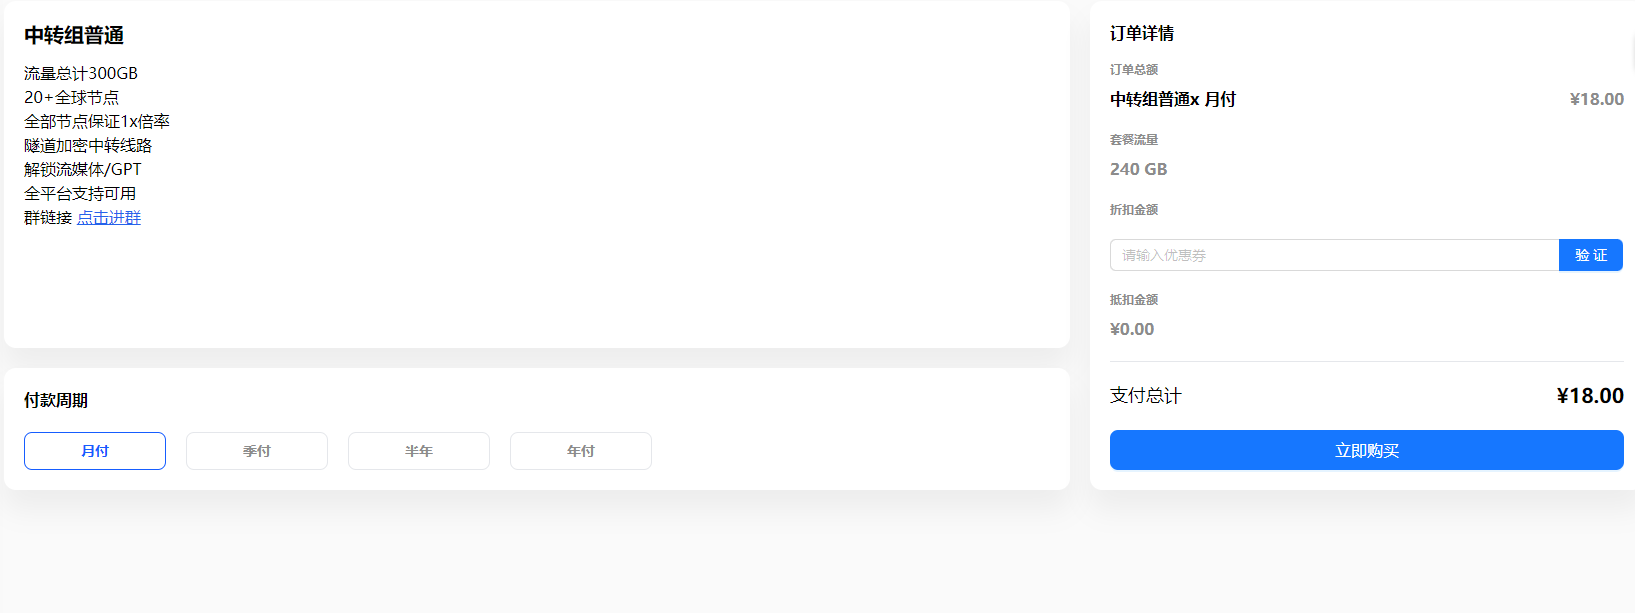 中转组普通
流量总计300GB
20+全球节点
全部节点保证1x倍率
隧道加密中转线路
解锁流媒体/GPT
全平台支持可用
群链接 点击进群
付款周期
月付 季付 半年 年付
订单详情
订单总额
中转组普通x 月付 ¥18.00
套餐流量
240 GB
折扣金额
请输入优惠券 验 证
抵扣金额
¥0.00
支付总计 ¥18.00
立即购买